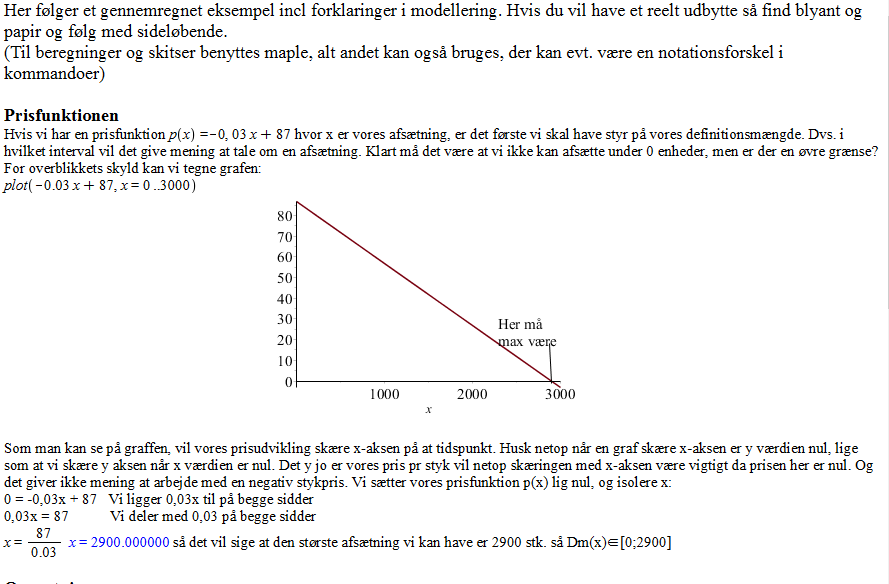 Her følger et gennemregnet eksempel incl forklaringer i modellering. Hvis du vil have et reelt udbytte så find blyant og
papir og følg med sideløbende.
(Til beregninger og skitser benyttes maple, alt andet kan også bruges, der kan evt. være en notationsforskel i
kommandoer)
Prisfunktionen
Hvis vi har en prisfunktion p(x) =−0, 03 x + 87 hvor x er vores afsætning, er det første vi skal have styr på vores definitionsmængde. Dvs. i
hvilket interval vil det give mening at tale om en afsætning. Klart må det være at vi ikke kan afsætte under 0 enheder, men er der en øvre grænse?
For overblikkets skyld kan vi tegne grafen:
plot(−0.03 x + 87, x = 0 ..3000)
80
70
60
50
40
30
20
10
0
Her må
max være
1000 2000 3000
x
Som man kan se på graffen, vil vores prisudvikling skære x-aksen på at tidspunkt. Husk netop når en graf skære x-aksen er y værdien nul, lige
som at vi skære y aksen når x værdien er nul. Det y jo er vores pris pr styk vil netop skæringen med x-aksen være vigtigt da prisen her er nul. Og
det giver ikke mening at arbejde med en negativ stykpris. Vi sætter vores prisfunktion p(x) lig nul, og isolere x:
0 = -0,03x + 87 Vi ligger 0,03x til på begge sidder
0,03x = 87 Vi deler med 0,03 på begge sidder
x = 87/0.03 x = 2900.000000 så det vil sige at den største afsætning vi kan have er 2900 stk. så Dm(x)∈[0;2900]